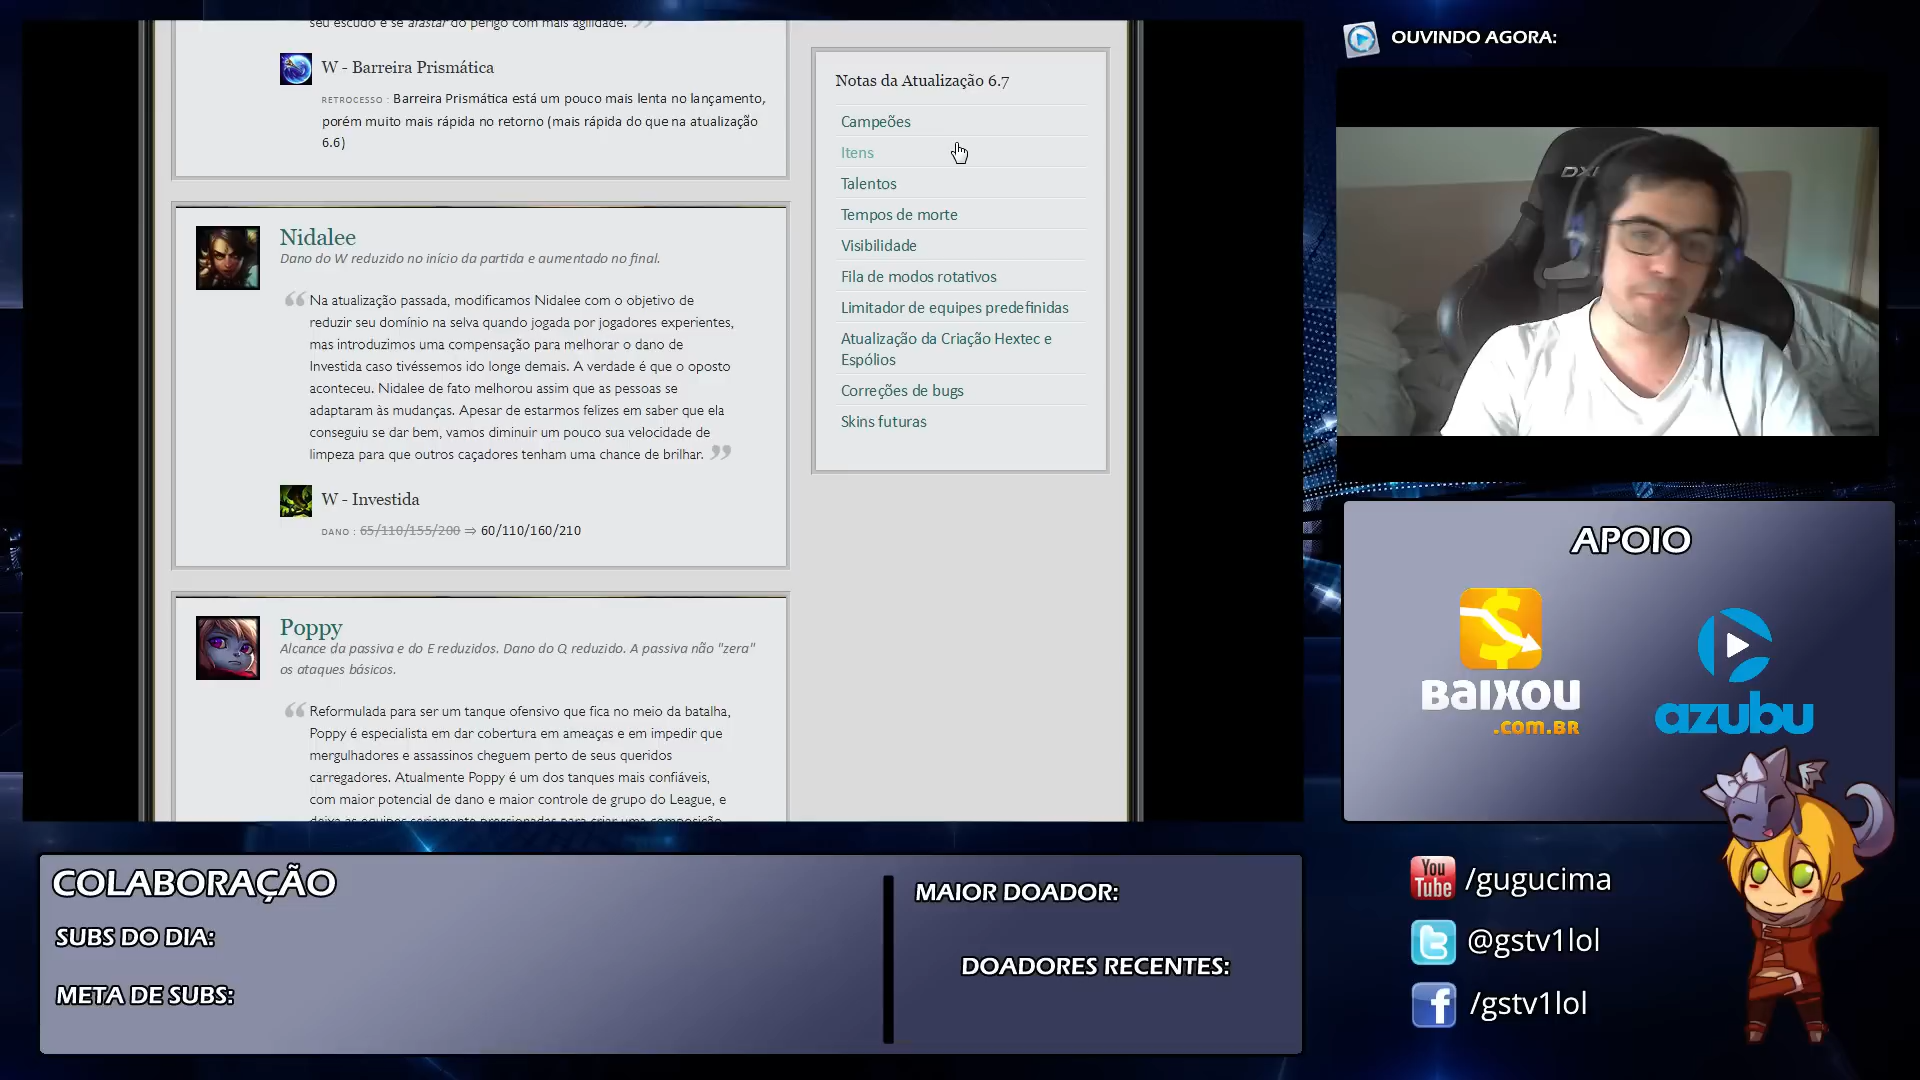 seu escudo e se afastar do perigo com mais agilidade.
W - Barreira Prismática
RETROCESSO : Barreira Prismática está um pouco mais lenta no lançamento,
porém muito mais rápida no retorno (mais rápida do que na atualização
6.6)
Nidalee
Dano do W reduzido no início da partida e aumentado no final.
Na atualização passada, modificamos Nidalee com o objetivo de
reduzir seu domínio na selva quando jogada por jogadores experientes,
mas introduzimos uma compensação para melhorar o dano de
Investida caso tivéssemos ido longe demais. A verdade é que o oposto
aconteceu. Nidalee de fato melhorou assim que as pessoas se
adaptaram às mudanças. Apesar de estarmos felizes em saber que ela
conseguiu se dar bem, vamos diminuir um pouco sua velocidade de
limpeza para que outros caçadores tenham uma chance de brilhar.
W - Investida
DANO : 65/110/155/200 ⇒ 60/110/160/210
Poppy
Alcance da passiva e do E reduzidos. Dano do Q reduzido. A passiva não "zera"
os ataques básicos.
Reformulada para ser um tanque ofensivo que fica no meio da batalha,
Poppy é especialista em dar cobertura em ameaças e em impedir que
mergulhadores e assassinos cheguem perto de seus queridos
carregadores. Atualmente Poppy é um dos tanques mais confiáveis,
com maior potencial de dano e maior controle de grupo do League, e
deixa as equipes seriamente pressionadas para criar uma composição
Notas da Atualização 6.7
Campeões
Itens
Talentos
Tempos de morte
Visibilidade
Fila de modos rotativos
Limitador de equipes predefinidas
Atualização da Criação Hextec e
Espólios
Correções de bugs
Skins futuras
OUVINDO AGORA:
DX
APOIO
BAIXOU
.COM.BR
azubu
You
Tube
/gugucima
@gstv1lol
/gstv1lol
COLABORAÇÃO
SUBS DO DIA:
META DE SUBS:
MAIOR DOADOR:
DOADORES RECENTES: